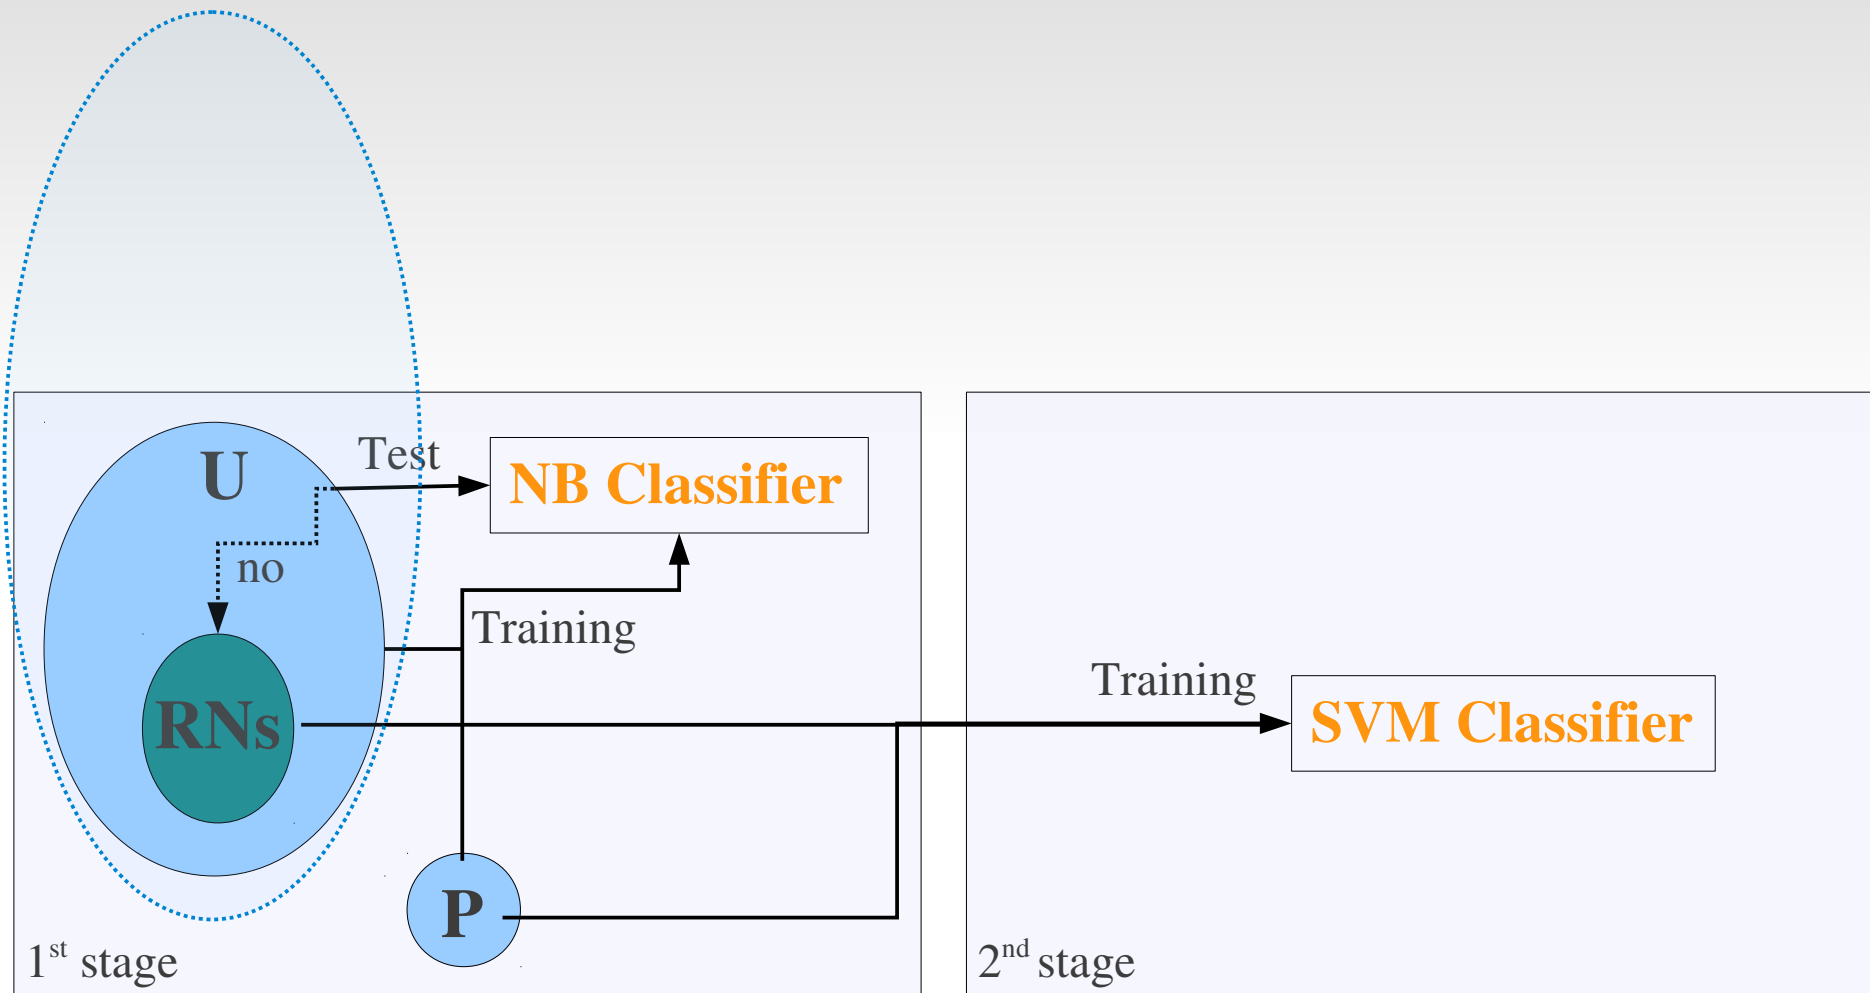 U
Test
NB Classifier
no
Training
RNs
P
1st stage
Training
SVM Classifier
2nd stage